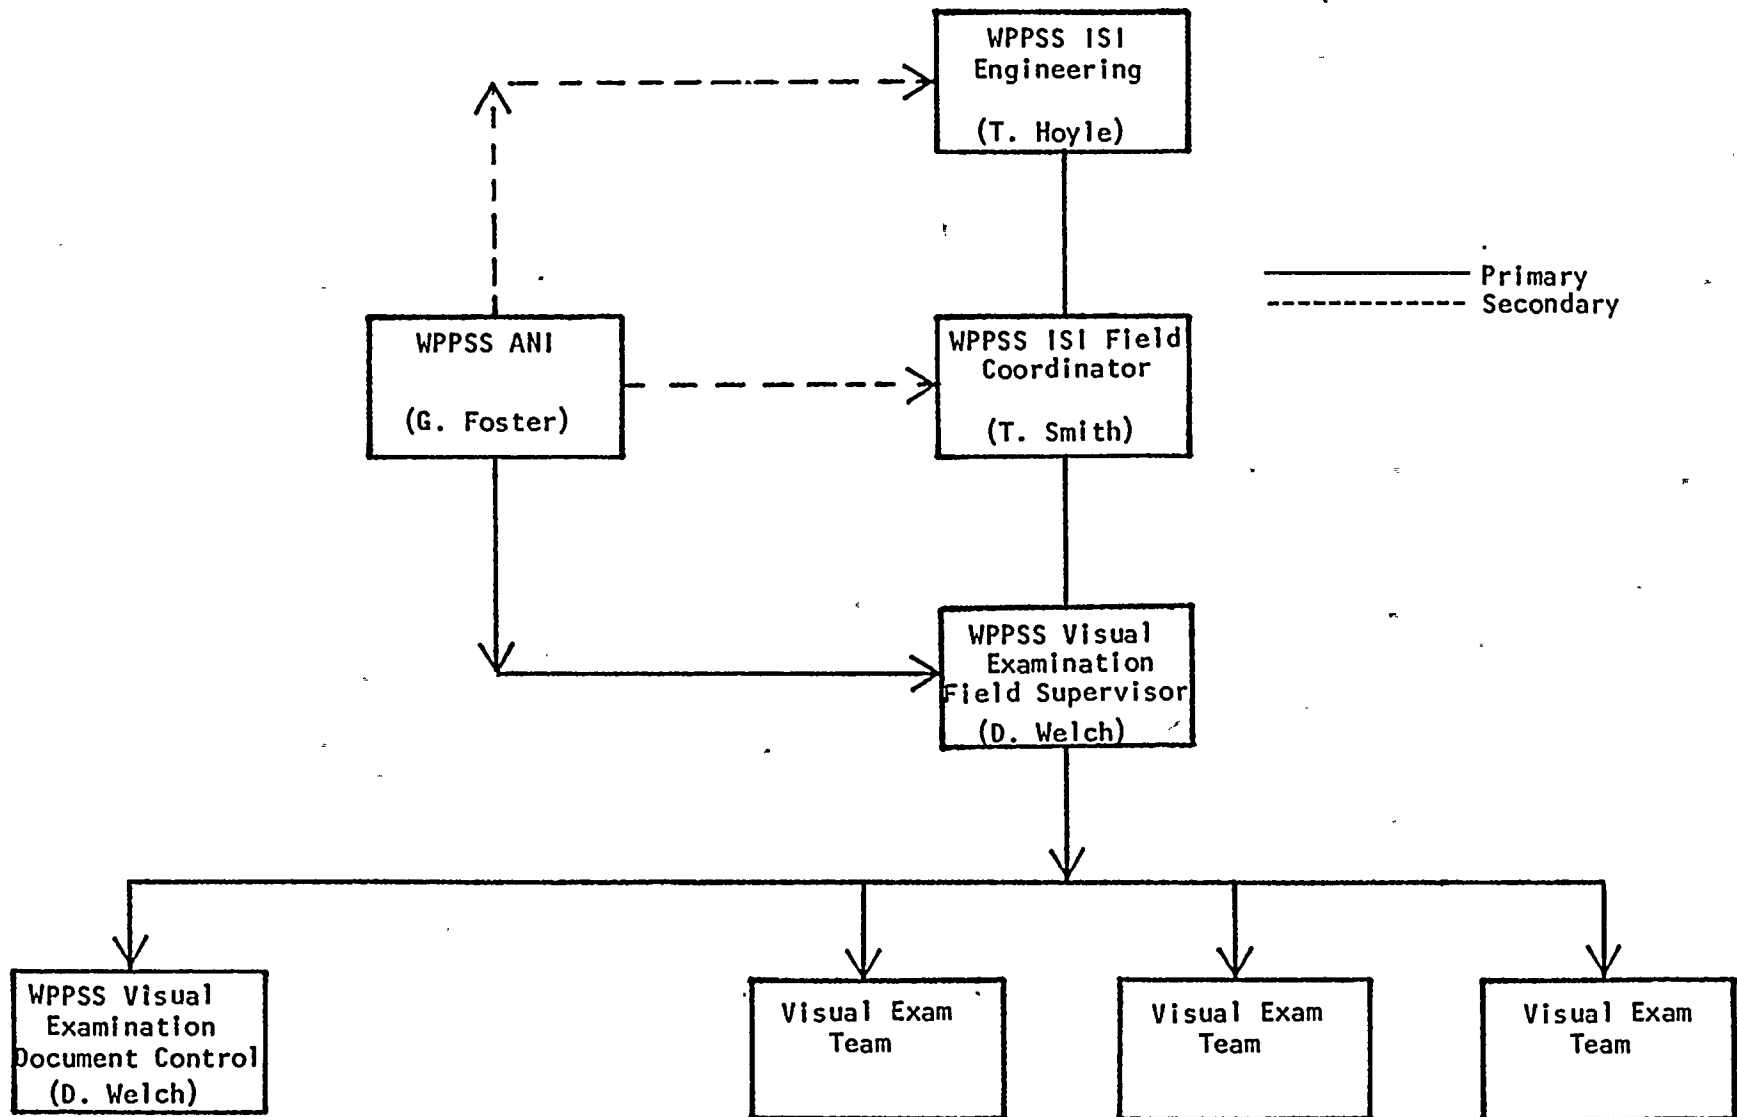 WPPSS ISI
Engineering
(T. Hoyle)
Primary
Secondary
WPPSS ANI
(G. Foster)
WPPSS ISI Field
Coordinator
(T. Smith)
WPPSS Visual
Examination
Field Supervisor
(D. Welch)
WPPSS Visual
Examination
Document Control
(D. Welch)
Visual Exam
Team
Visual Exam
Team
Visual Exam
Team